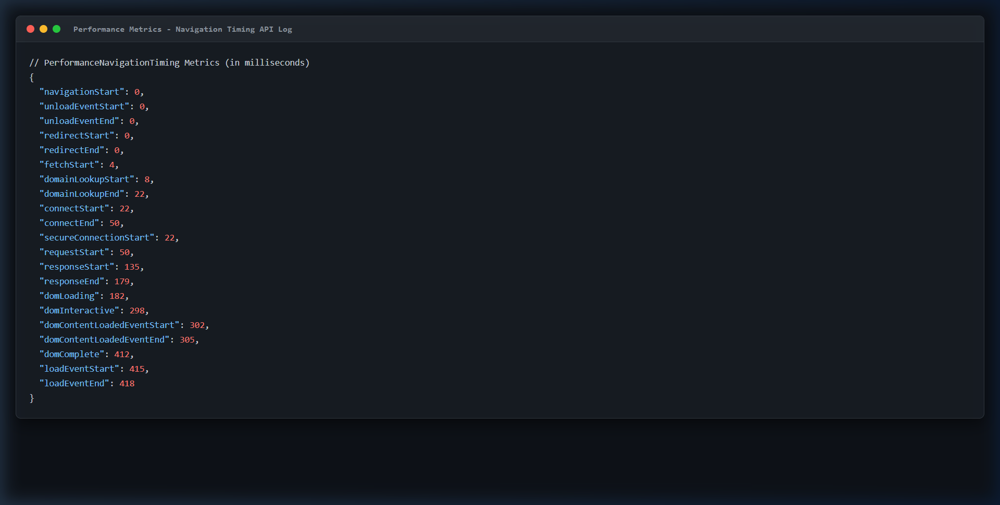 Performance Metrics - Navigation Timing API Log
// PerformanceNavigationTiming Metrics (in milliseconds)
{
  "navigationStart": 0,
  "unloadEventStart": 0,
  "unloadEventEnd": 0,
  "redirectStart": 0,
  "redirectEnd": 0,
  "fetchStart": 4,
  "domainLookupStart": 8,
  "domainLookupEnd": 22,
  "connectStart": 22,
  "connectEnd": 50,
  "secureConnectionStart": 22,
  "requestStart": 50,
  "responseStart": 135,
  "responseEnd": 179,
  "domLoading": 182,
  "domInteractive": 298,
  "domContentLoadedEventStart": 302,
  "domContentLoadedEventEnd": 305,
  "domComplete": 412,
  "loadEventStart": 415,
  "loadEventEnd": 418
}